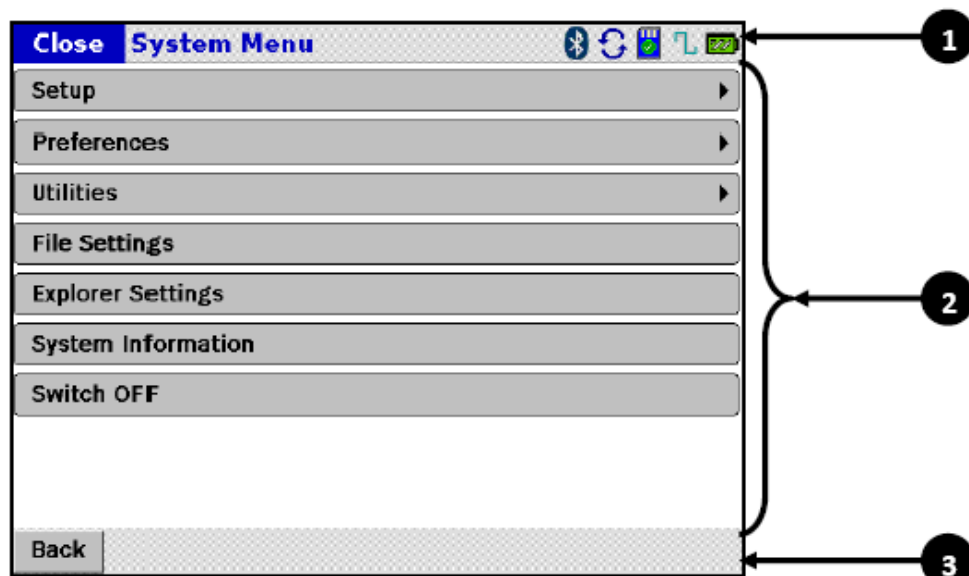 Close System Menu
1
Setup
Preferences
Utilities
File Settings
Explorer Settings
2
System Information
Switch OFF
Back
3